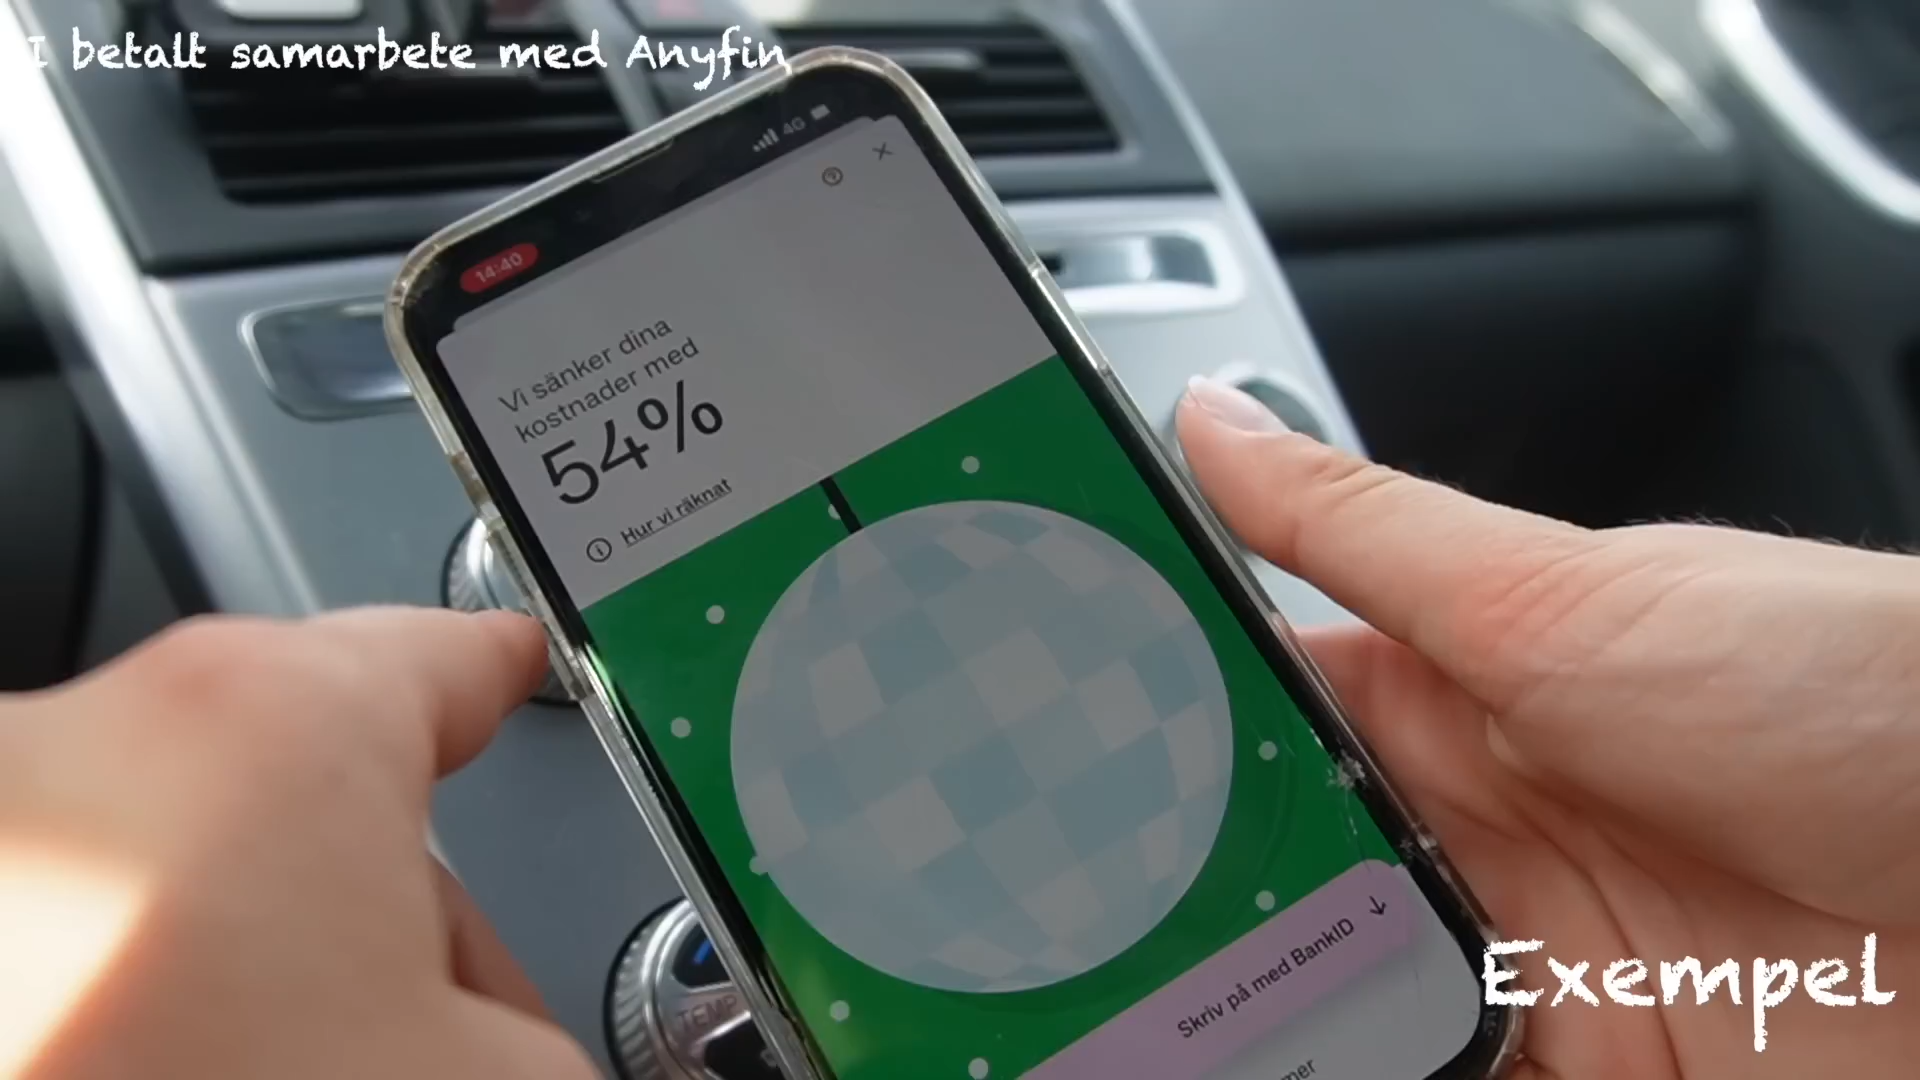 I betalt samarbete med Anyfin
4G
14:40
Vi sänker dina
kostnader med
54%
Hur vi räknat
Skriv på med BankID
TEMP
Exempel